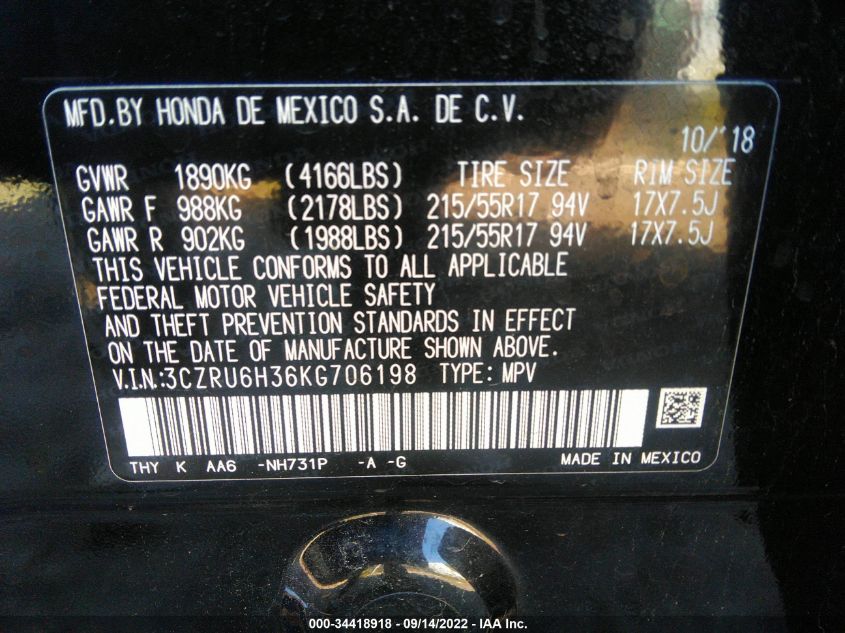 MFD.BY HONDA DE MEXICO S.A. DE C.V.
10/'18
GVWR 1890KG (4166LBS) TIRE SIZE RIM SIZE
GAWR F 988KG (2178LBS) 215/55R17 94V 17X7.5J
GAWR R 902KG (1988LBS) 215/55R17 94V 17X7.5J
THIS VEHICLE CONFORMS TO ALL APPLICABLE
FEDERAL MOTOR VEHICLE SAFETY
AND THEFT PREVENTION STANDARDS IN EFFECT
ON THE DATE OF MANUFACTURE SHOWN ABOVE.
V.I.N.:3CZRU6H36KG706198 TYPE: MPV
THY K AA6 -NH731P -A -G MADE IN MEXICO
000-34418918 - 09/14/2022 - IAA Inc.